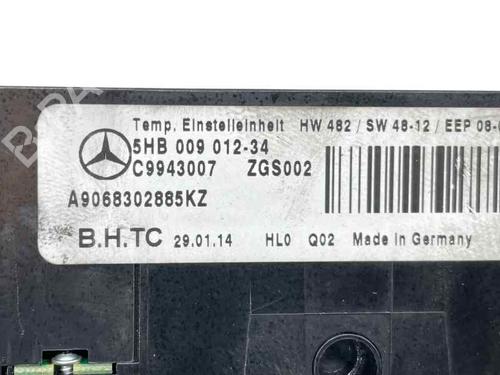 Temp. Einstelleinheit HW 482 / SW 48-12 / EEP 08-
5HB 009 012-34
C9943007 ZGS002
A9068302885KZ
B.H.TC 29.01.14 HL0 Q02 Made in Germany